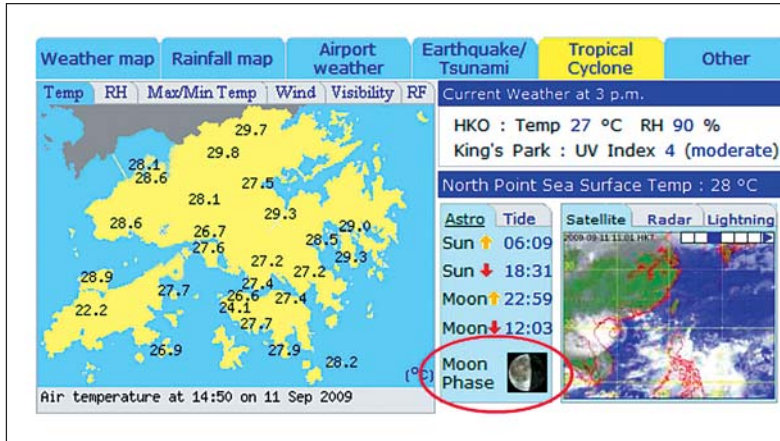 Weather map Rainfall map Airport weather Earthquake/ Tsunami Tropical Cyclone Other
Temp RH Max/Min Temp Wind Visibility RF
29.7
29.8
28.1
28.6
27.5
28.1
29.3
28.6
26.7
29.0
27.6
28.5
29.3
27.2
27.2
28.9
27.4
27.7
26.6
27.4
22.2
24.1
27.7
26.9
27.9
28.2
(°C)
Air temperature at 14:50 on 11 Sep 2009
Current Weather at 3 p.m.
HKO : Temp 27 °C RH 90 %
King's Park : UV Index 4 (moderate)
North Point Sea Surface Temp : 28 °C
Astro Tide
Sun 06:09
Sun 18:31
Moon 22:59
Moon 12:03
Moon
Phase
Satellite Radar Lightning
2009-09-11 11:01 HKT